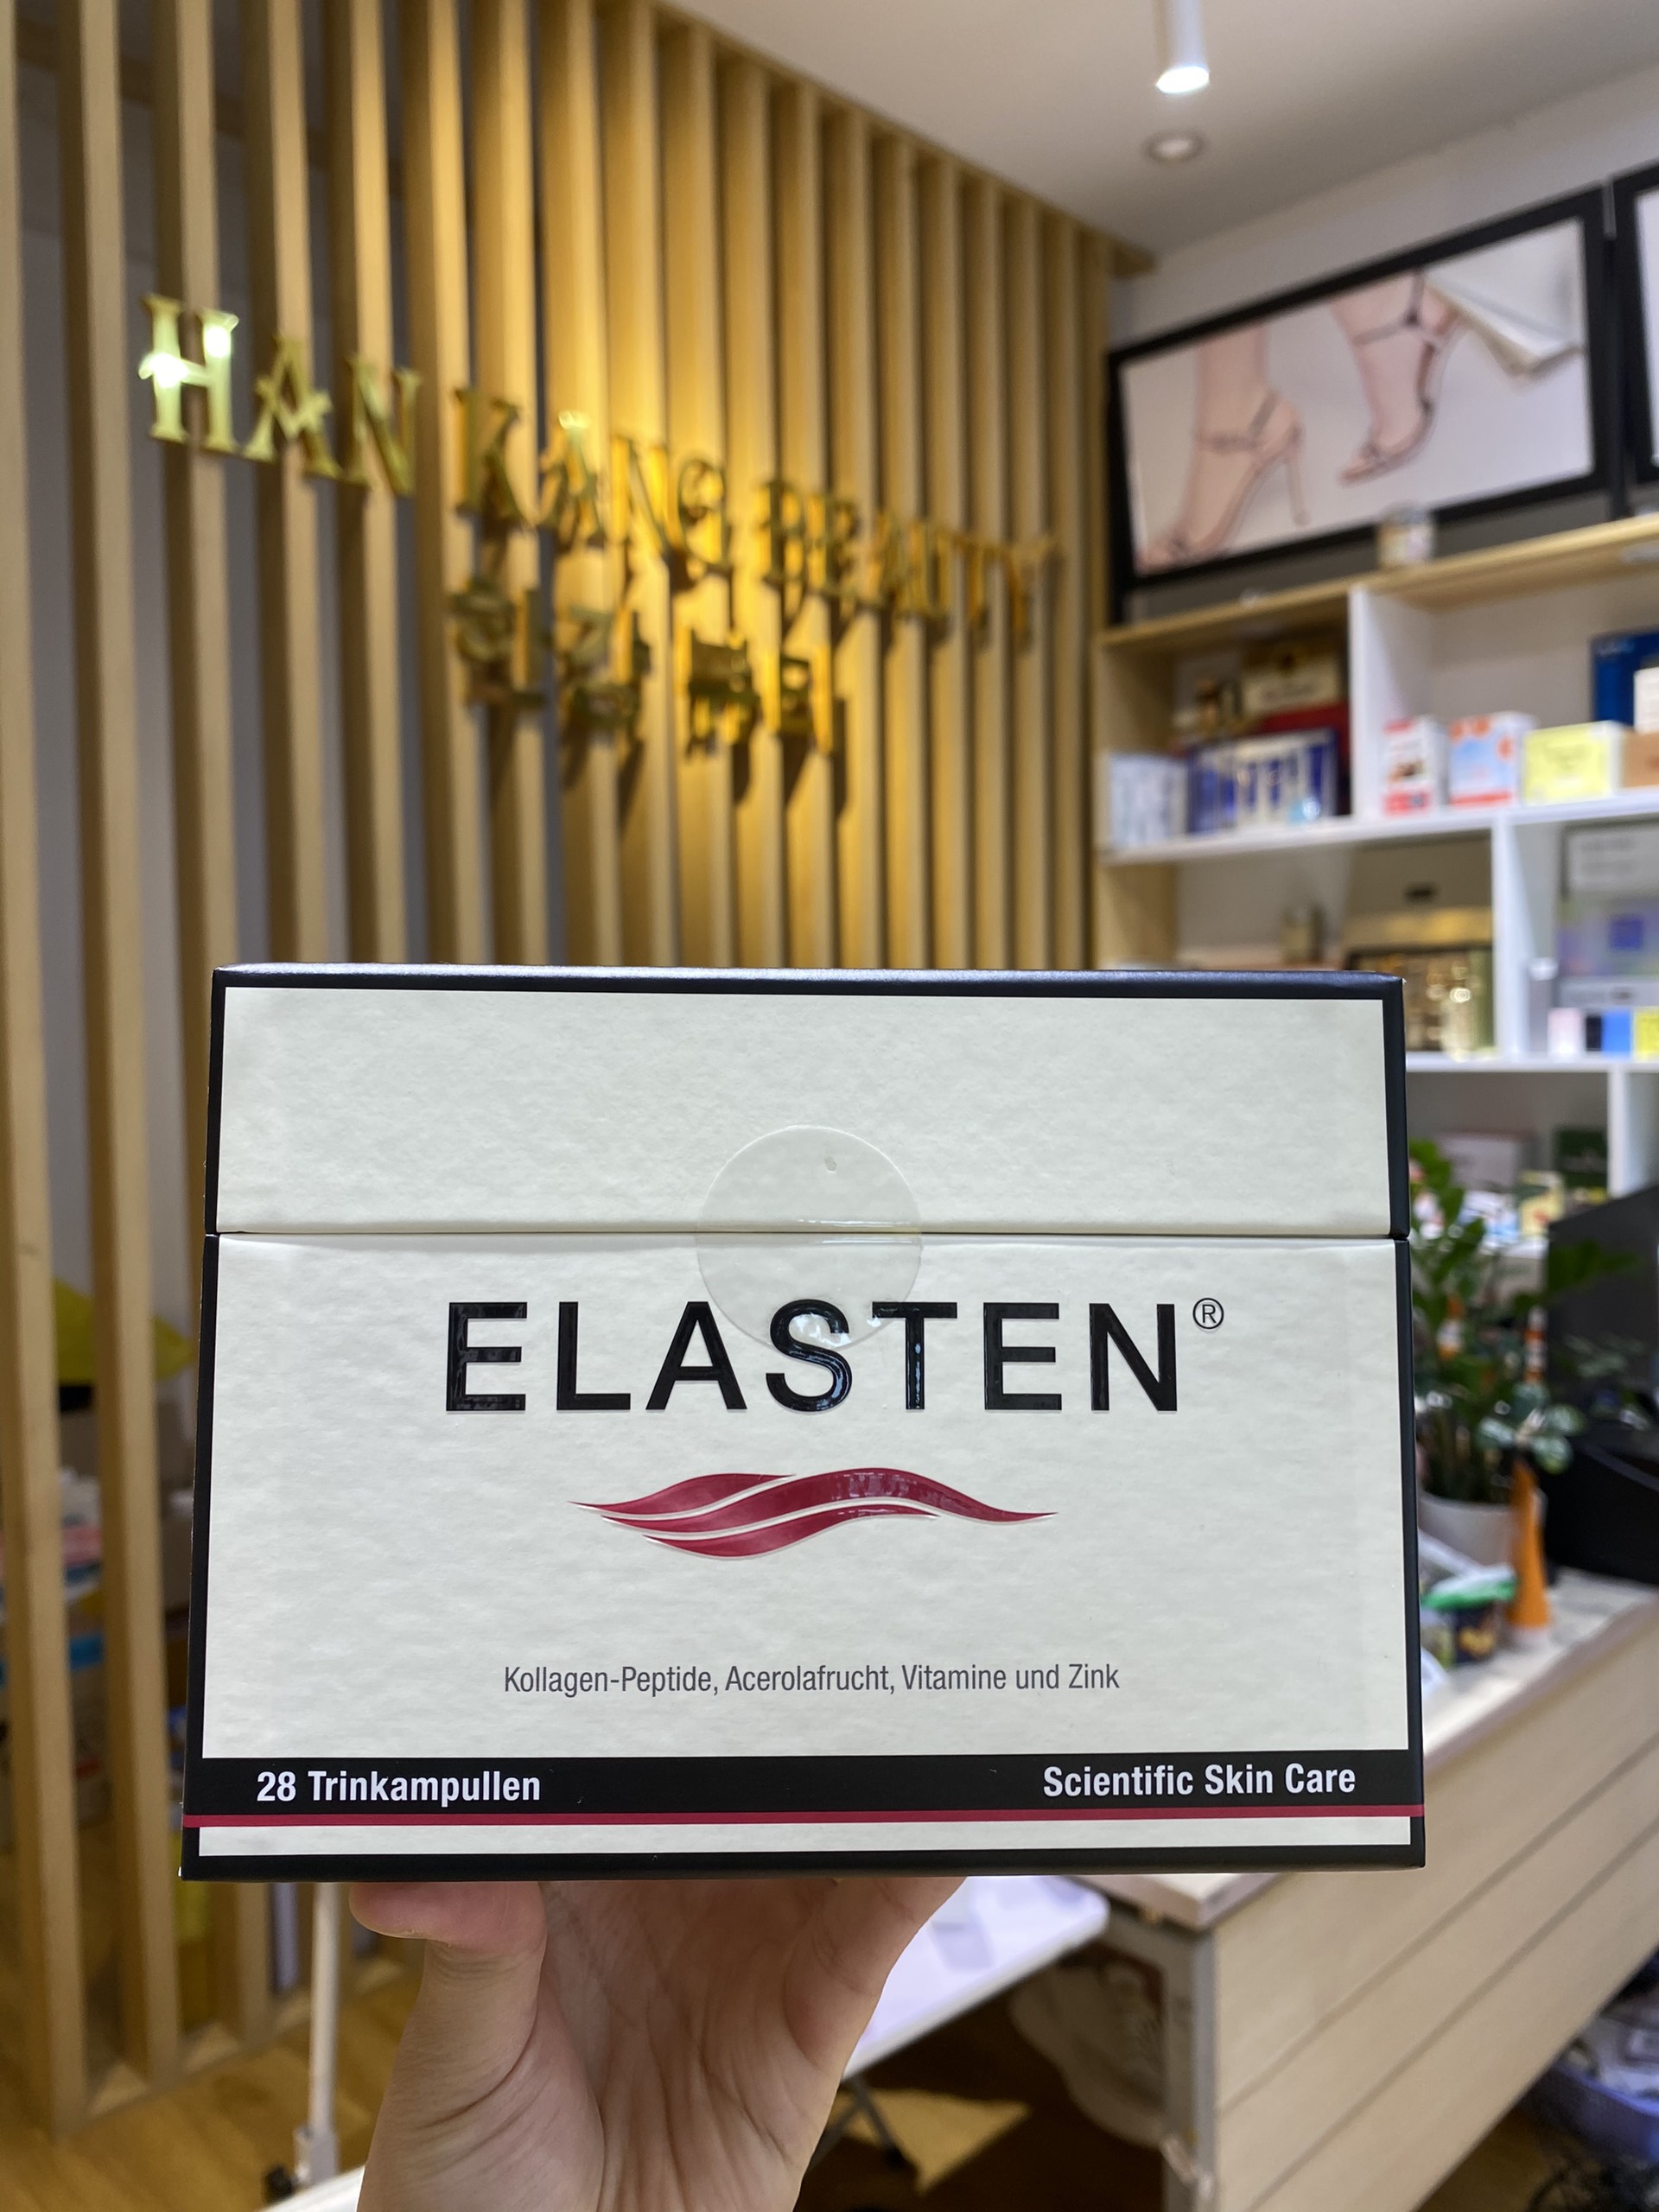 HAN KANG BEAUTY
ELASTEN®
Kollagen-Peptide, Acerolafrucht, Vitamine und Zink
28 Trinkampullen
Scientific Skin Care